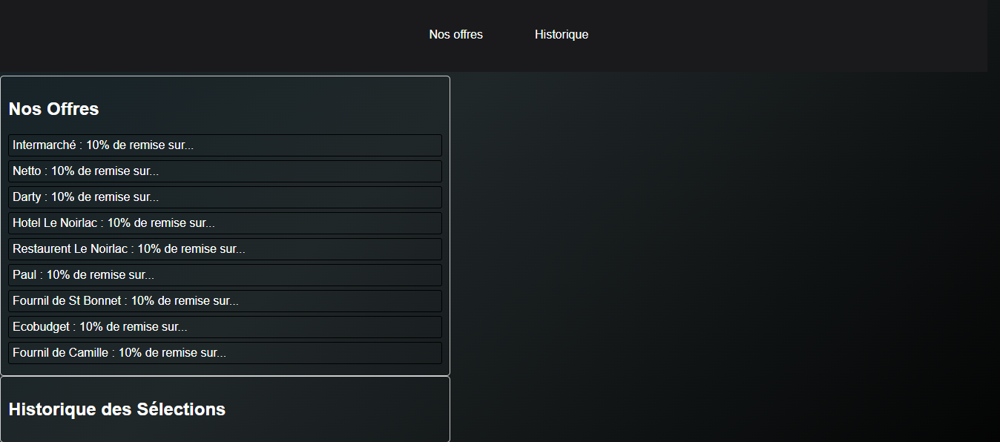 Nos offres Historique
Nos Offres
Intermarché : 10% de remise sur...
Netto : 10% de remise sur...
Darty : 10% de remise sur...
Hotel Le Noirlac : 10% de remise sur...
Restaurent Le Noirlac : 10% de remise sur...
Paul : 10% de remise sur...
Fournil de St Bonnet : 10% de remise sur...
Ecobudget : 10% de remise sur...
Fournil de Camille : 10% de remise sur...
Historique des Sélections